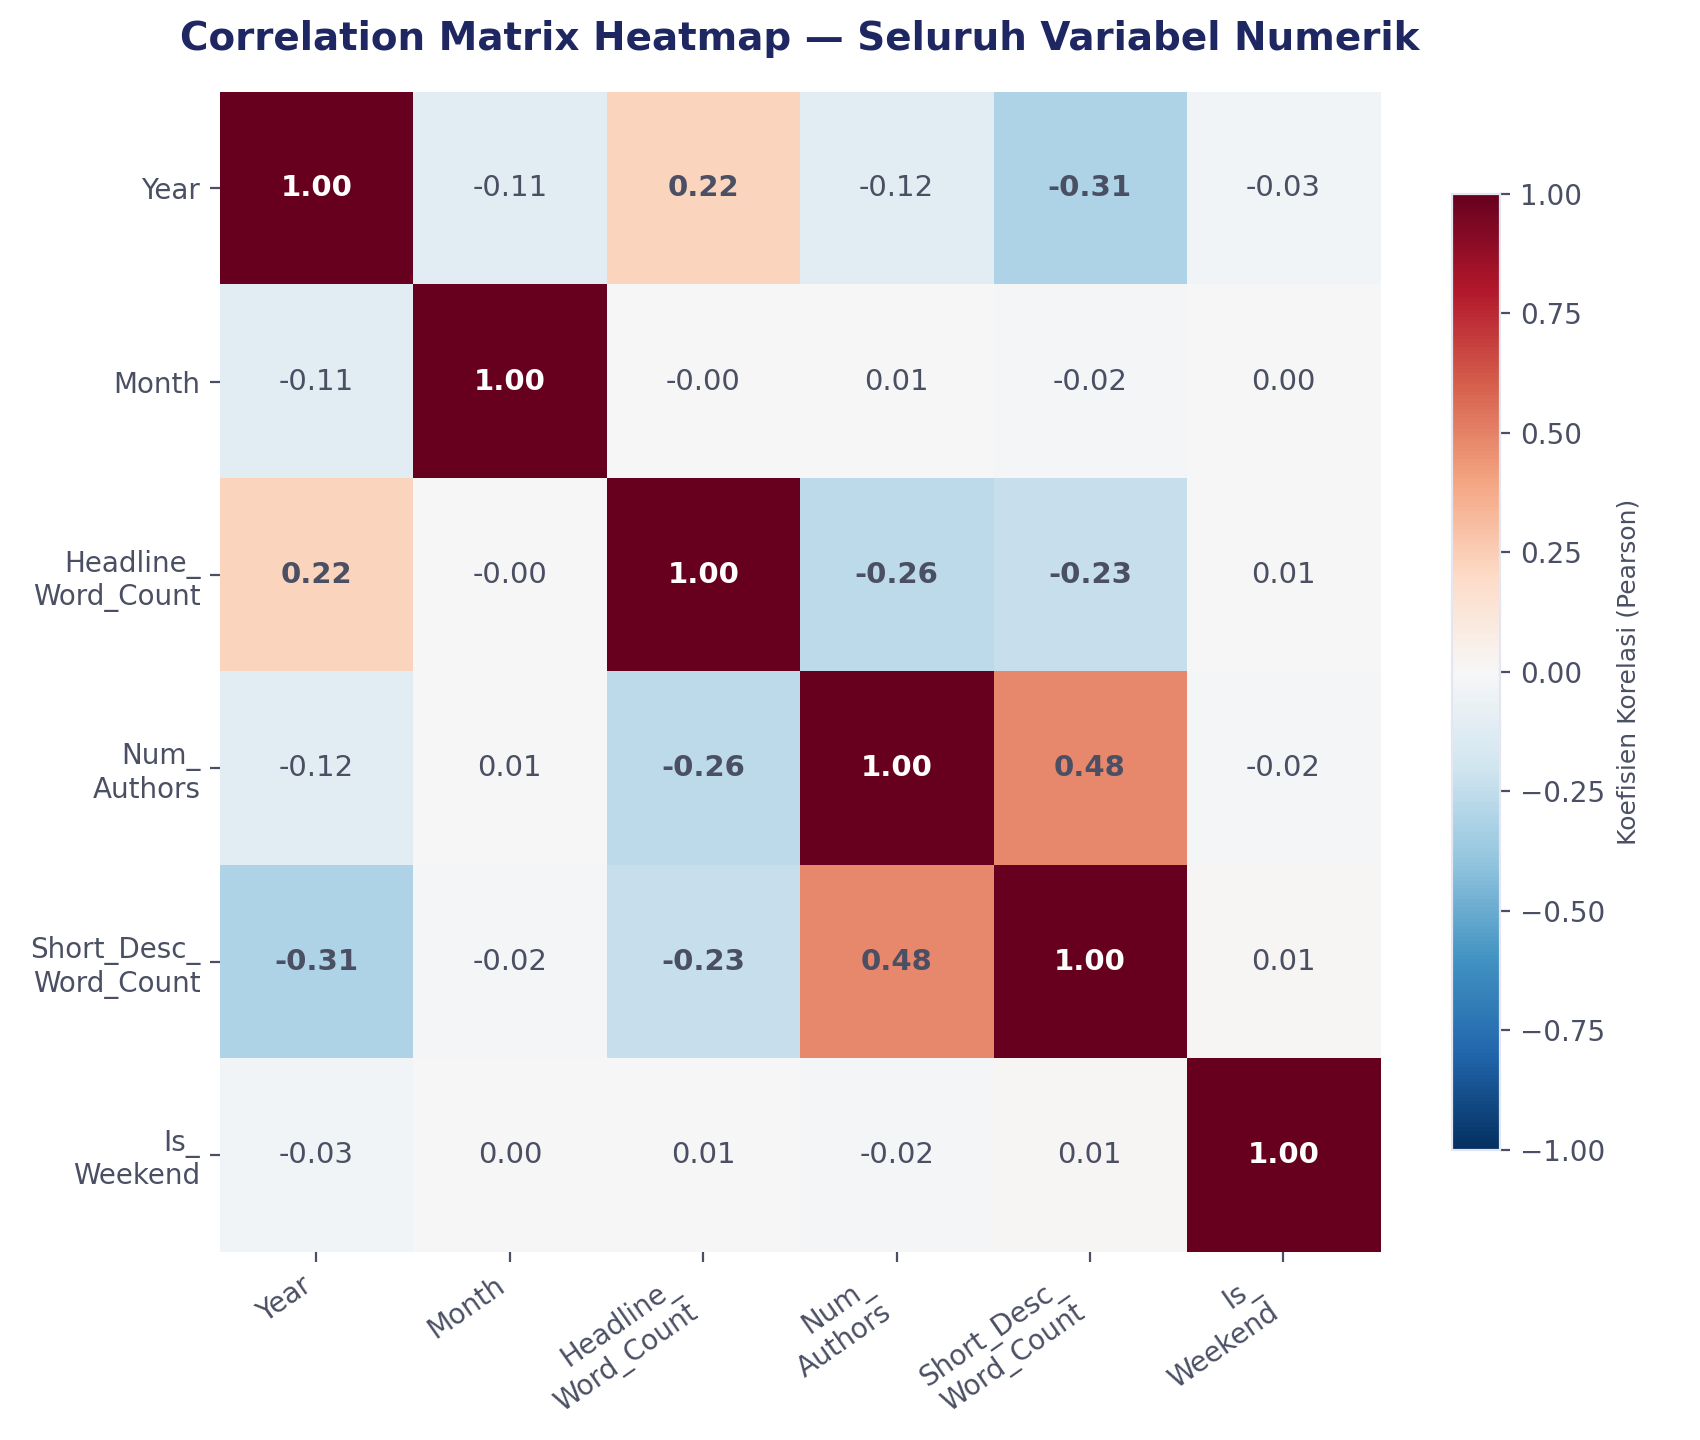 Correlation Matrix Heatmap — Seluruh Variabel Numerik
Year
1.00
-0.11
0.22
-0.12
-0.31
-0.03
Month
-0.11
1.00
-0.00
0.01
-0.02
0.00
Headline_
Word_Count
0.22
-0.00
1.00
-0.26
-0.23
0.01
Num_
Authors
-0.12
0.01
-0.26
1.00
0.48
-0.02
Short_Desc_
Word_Count
-0.31
-0.02
-0.23
0.48
1.00
0.01
Is_
Weekend
-0.03
0.00
0.01
-0.02
0.01
1.00
Year
Month
Headline_
Word_Count
Num_
Authors
Short_Desc_
Word_Count
Is_
Weekend
1.00
0.75
0.50
0.25
0.00
−0.25
−0.50
−0.75
−1.00
Koefisien Korelasi (Pearson)